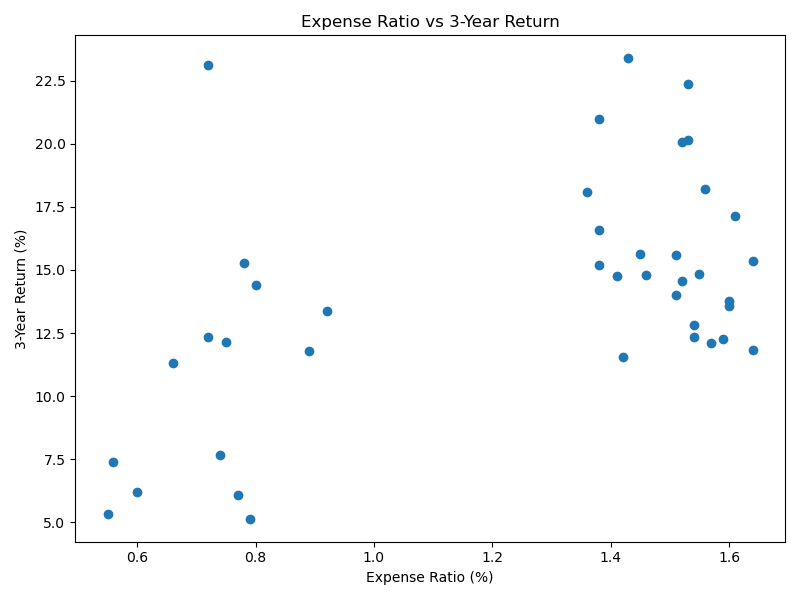 Expense Ratio vs 3-Year Return
22.5
20.0
17.5
15.0
12.5
10.0
7.5
5.0
3-Year Return (%)
0.6 0.8 1.0 1.2 1.4 1.6
Expense Ratio (%)